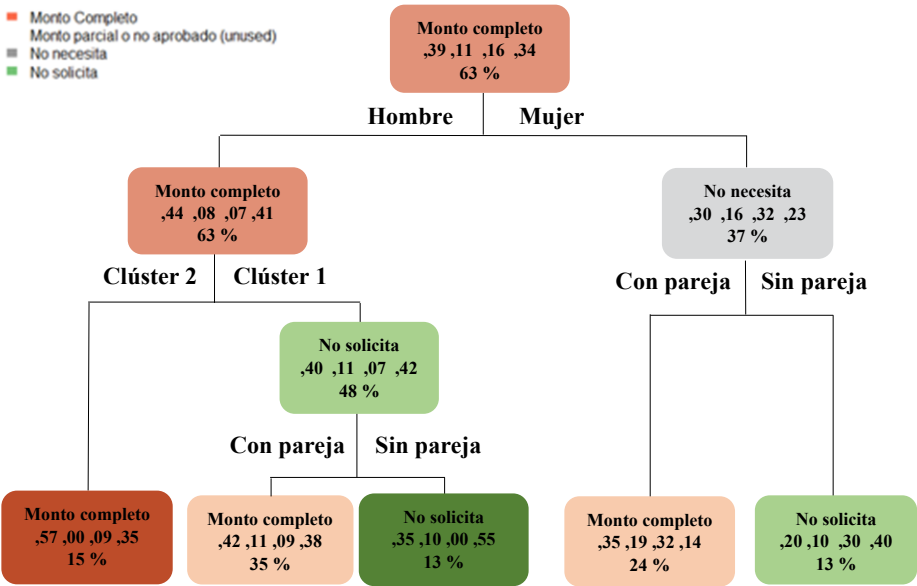 Monto Completo
Monto parcial o no aprobado (unused)
No necesita
No solicita
Monto completo
,39 ,11 ,16 ,34
63 %
Hombre Mujer
Monto completo
,44 ,08 ,07 ,41
63 %
No necesita
,30 ,16 ,32 ,23
37 %
Clúster 2 Clúster 1
Con pareja Sin pareja
No solicita
,40 ,11 ,07 ,42
48 %
Con pareja Sin pareja
Monto completo
,57 ,00 ,09 ,35
15 %
Monto completo
,42 ,11 ,09 ,38
35 %
No solicita
,35 ,10 ,00 ,55
13 %
Monto completo
,35 ,19 ,32 ,14
24 %
No solicita
,20 ,10 ,30 ,40
13 %